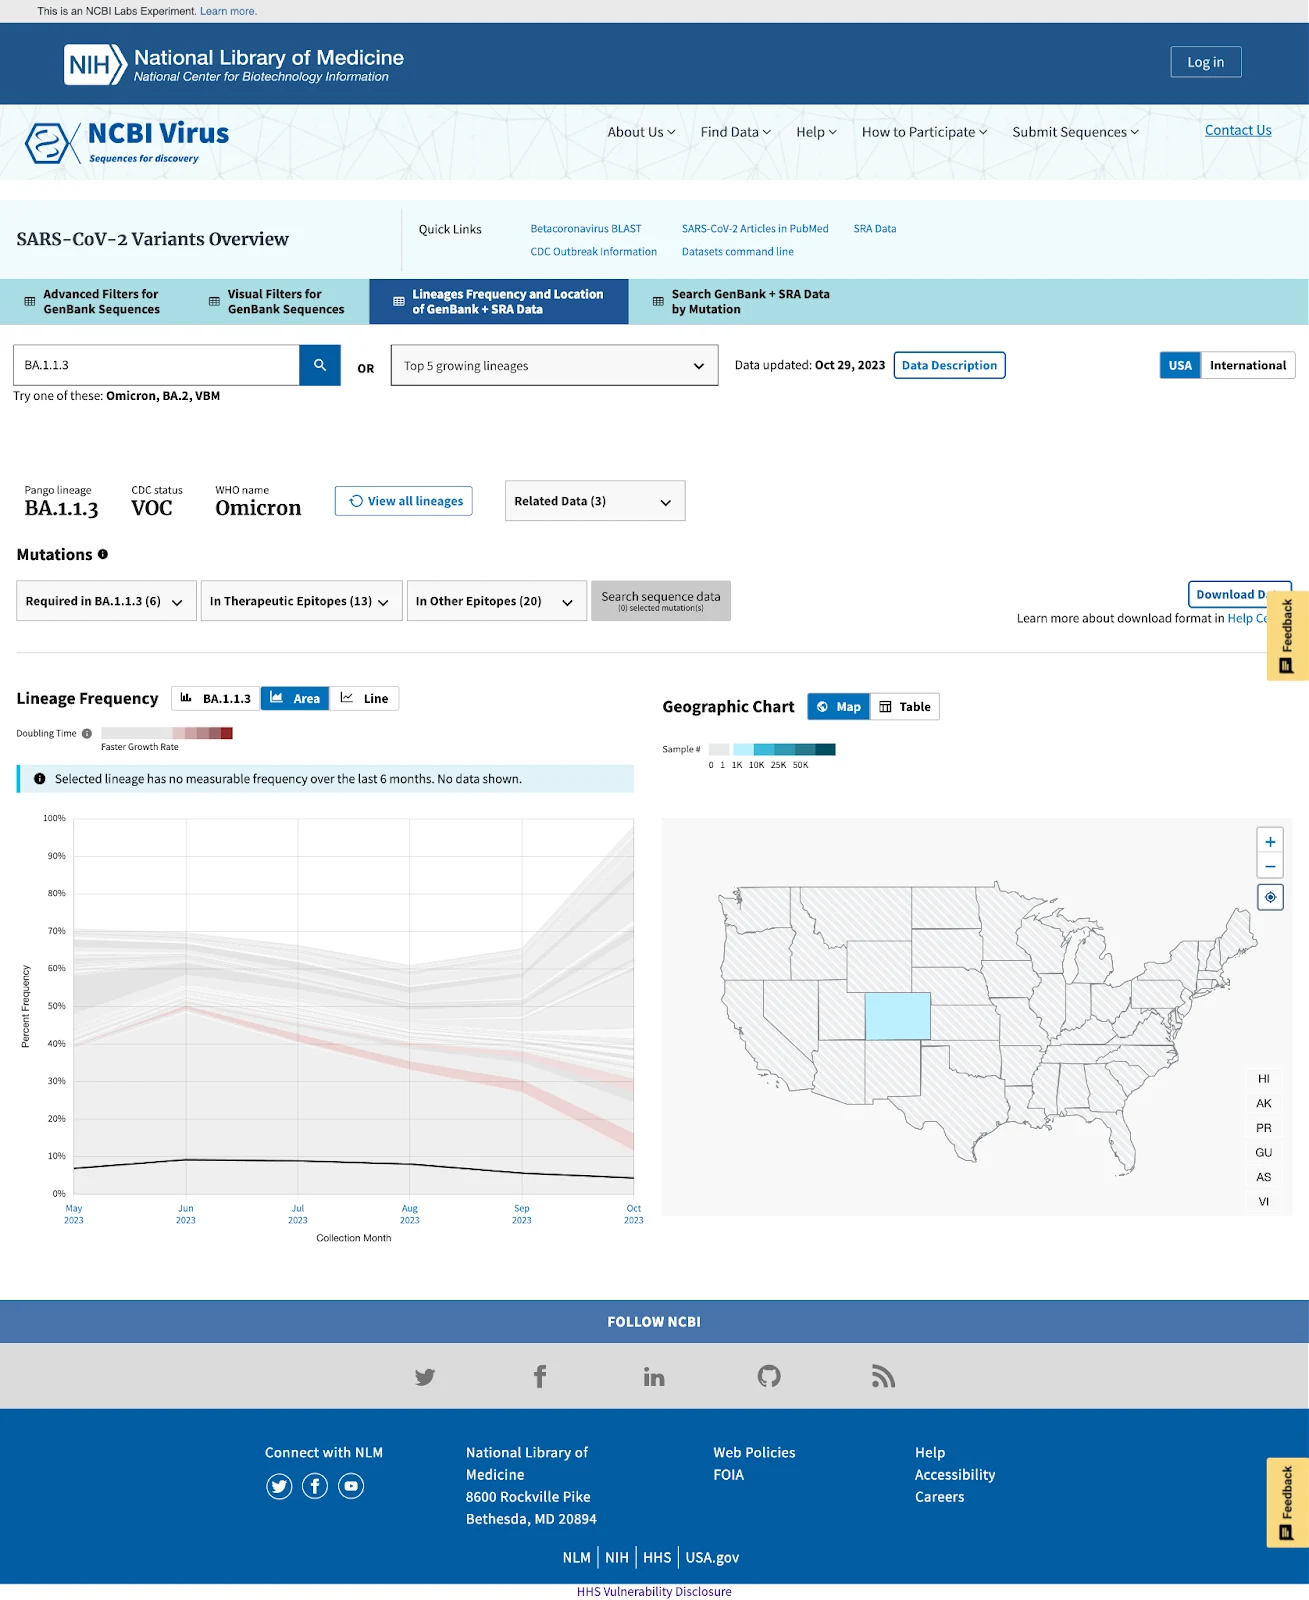 This is an NCBI Labs Experiment. Learn more.
NIH National Library of Medicine
National Center for Biotechnology Information
Log in
NCBI Virus
Sequences for discovery
About Us Find Data Help How to Participate Submit Sequences Contact Us
SARS-CoV-2 Variants Overview
Quick Links
Betacoronavirus BLAST SARS-CoV-2 Articles in PubMed SRA Data
CDC Outbreak Information Datasets command line
Advanced Filters for
GenBank Sequences
Visual Filters for
GenBank Sequences
Lineages Frequency and Location
of GenBank + SRA Data
Search GenBank + SRA Data
by Mutation
BA.1.1.3
OR
Top 5 growing lineages
Data updated: Oct 29, 2023
Data Description
USA International
Try one of these: Omicron, BA.2, VBM
Pango lineage
BA.1.1.3
CDC status
VOC
WHO name
Omicron
View all lineages
Related Data (3)
Mutations
Required in BA.1.1.3 (6)
In Therapeutic Epitopes (13)
In Other Epitopes (20)
Search sequence data
(0) selected mutation(s)
Download D
Learn more about download format in Help Ce
Feedback
Lineage Frequency
BA.1.1.3 Area Line
Doubling Time
Faster Growth Rate
Selected lineage has no measurable frequency over the last 6 months. No data shown.
100%
90%
80%
70%
60%
50%
40%
30%
20%
10%
0%
Percent Frequency
May
2023
Jun
2023
Jul
2023
Aug
2023
Sep
2023
Oct
2023
Collection Month
Geographic Chart
Map Table
Sample #
0 1 1K 10K 25K 50K
+
−
HI
AK
PR
GU
AS
VI
FOLLOW NCBI
Connect with NLM
National Library of
Medicine
8600 Rockville Pike
Bethesda, MD 20894
Web Policies
FOIA
Help
Accessibility
Careers
Feedback
NLM NIH HHS USA.gov
HHS Vulnerability Disclosure